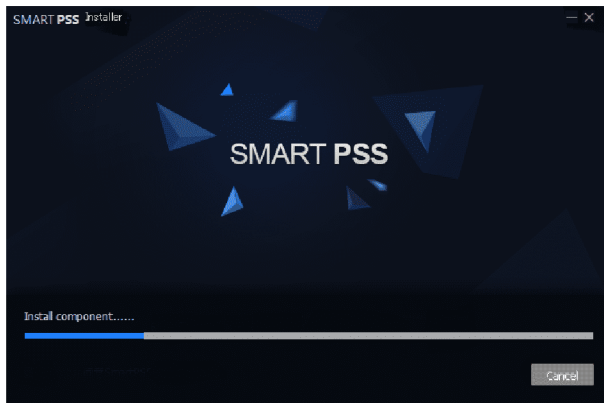 SMART PSS Installer
SMART PSS
Install component......
Cancel